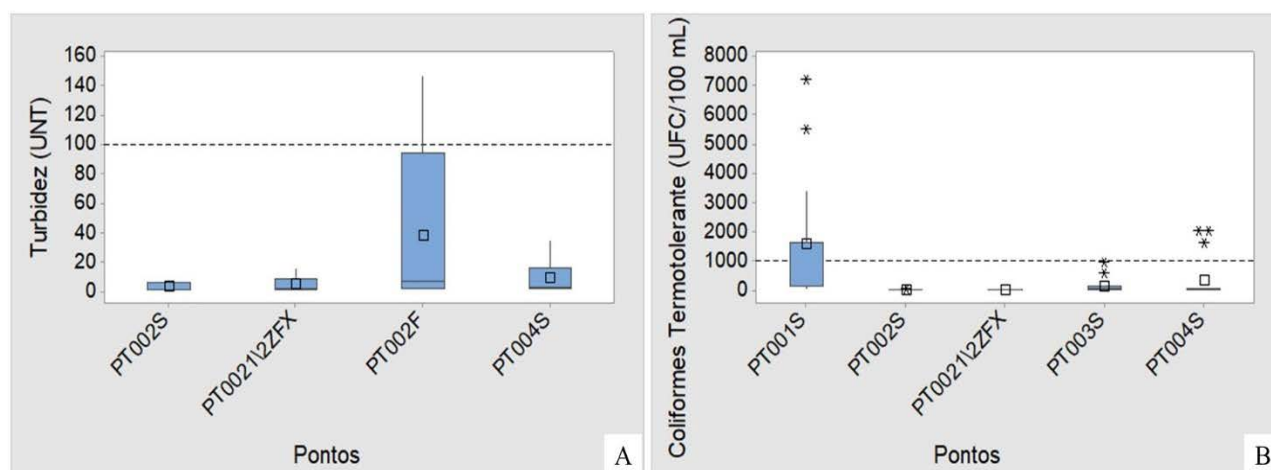 Turbidez (UNT)
160
140
120
100
80
60
40
20
0
PT002S
PT0021\2ZFX
PT002F
PT004S
Pontos
A
Coliformes Termotolerante (UFC/100 mL)
8000
7000
6000
5000
4000
3000
2000
1000
0
PT001S
PT002S
PT0021\2ZFX
PT003S
PT004S
Pontos
B